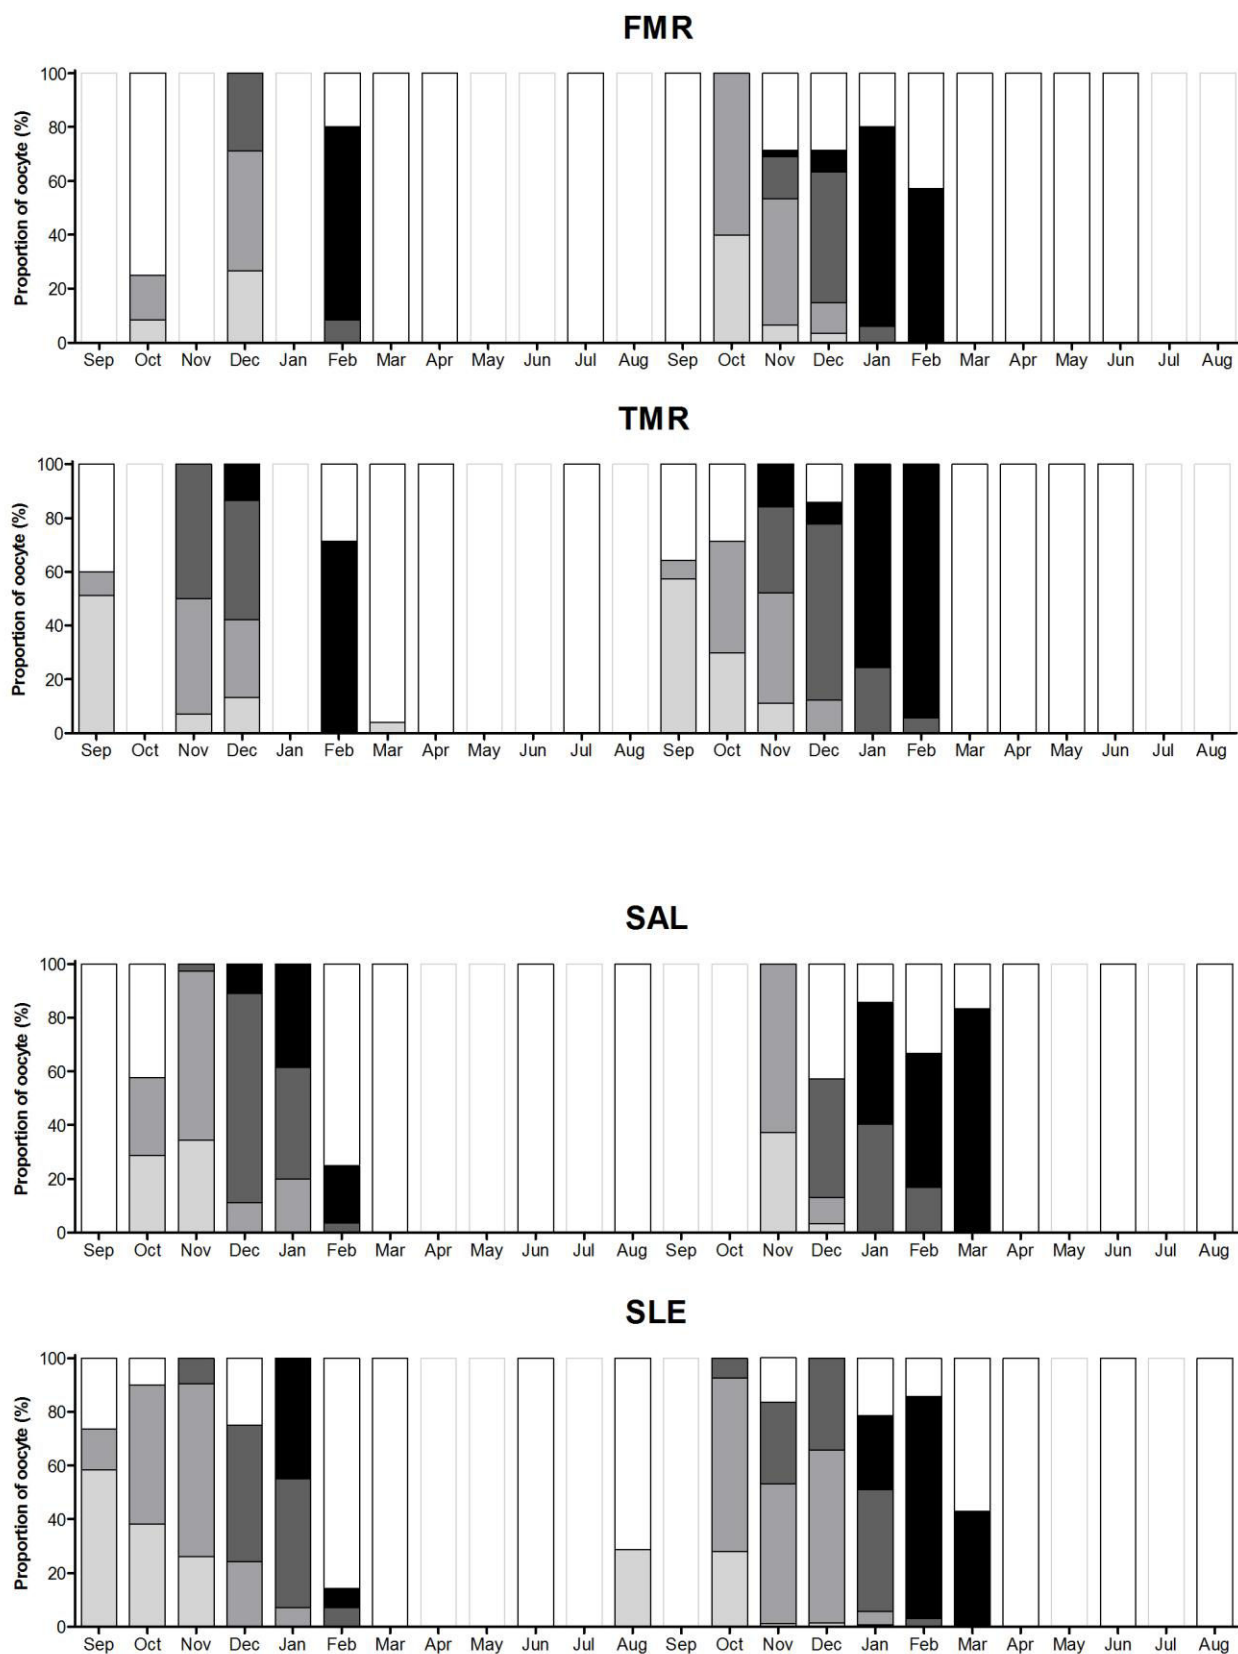 FMR
Proportion of oocyte (%)
100
80
60
40
20
0
Sep Oct Nov Dec Jan Feb Mar Apr May Jun Jul Aug Sep Oct Nov Dec Jan Feb Mar Apr May Jun Jul Aug
TMR
Proportion of oocyte (%)
100
80
60
40
20
0
Sep Oct Nov Dec Jan Feb Mar Apr May Jun Jul Aug Sep Oct Nov Dec Jan Feb Mar Apr May Jun Jul Aug
SAL
Proportion of oocyte (%)
100
80
60
40
20
0
Sep Oct Nov Dec Jan Feb Mar Apr May Jun Jul Aug Sep Oct Nov Dec Jan Feb Mar Apr May Jun Jul Aug
SLE
Proportion of oocyte (%)
100
80
60
40
20
0
Sep Oct Nov Dec Jan Feb Mar Apr May Jun Jul Aug Sep Oct Nov Dec Jan Feb Mar Apr May Jun Jul Aug